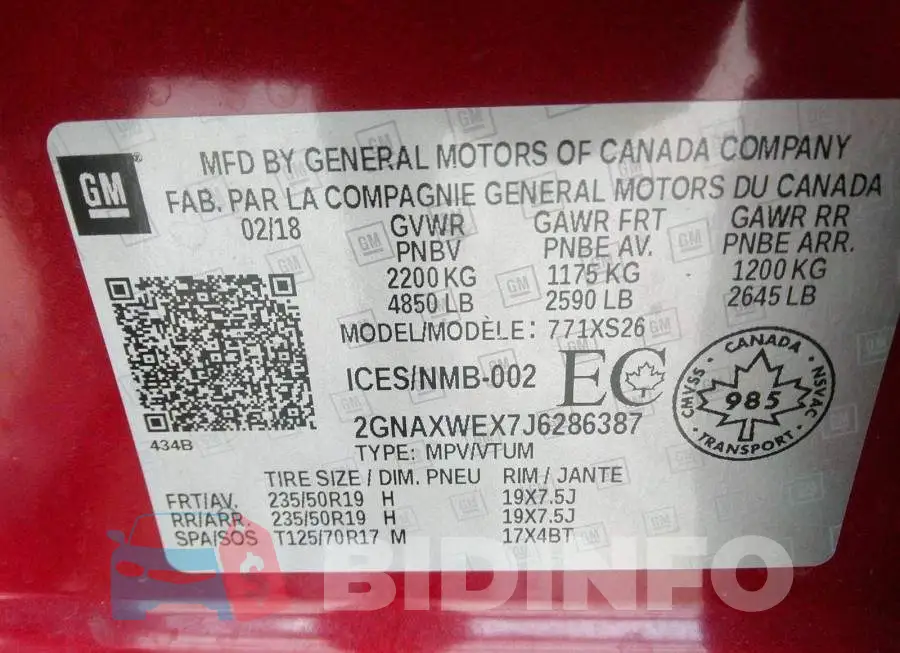 GM
MFD BY GENERAL MOTORS OF CANADA COMPANY
FAB. PAR LA COMPAGNIE GENERAL MOTORS DU CANADA
02/18 GVWR GAWR FRT GAWR RR
PNBV PNBE AV. PNBE ARR.
2200 KG 1175 KG 1200 KG
4850 LB 2590 LB 2645 LB
MODEL/MODÈLE: 771XS26
ICES/NMB-002 EC
CANADA
CMVSS 985 NSVAC
TRANSPORT
2GNAXWEX7J6286387
434B TYPE: MPV/VTUM
TIRE SIZE / DIM. PNEU RIM / JANTE
FRT/AV. 235/50R19 H 19X7.5J
RR/ARR. 235/50R19 H 19X7.5J
SPA/SOS T125/70R17 M 17X4BT
BIDINFO